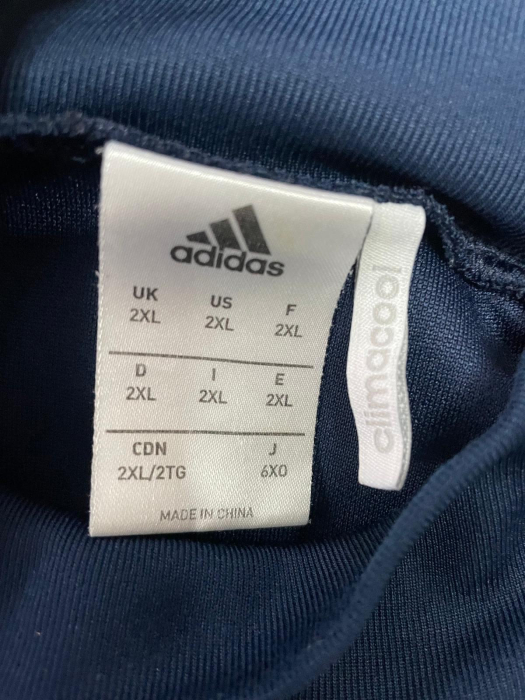 adidas
UK US F
2XL 2XL 2XL
D I E
2XL 2XL 2XL
CDN J
2XL/2TG 6XO
MADE IN CHINA
climacool